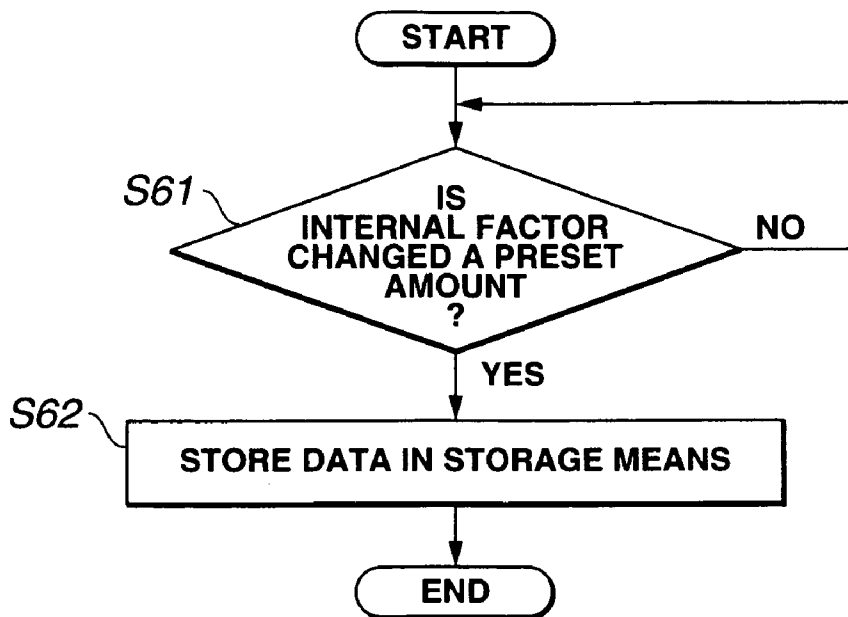 START
S61
IS
INTERNAL FACTOR
CHANGED A PRESET
AMOUNT
?
NO
YES
S62
STORE DATA IN STORAGE MEANS
END